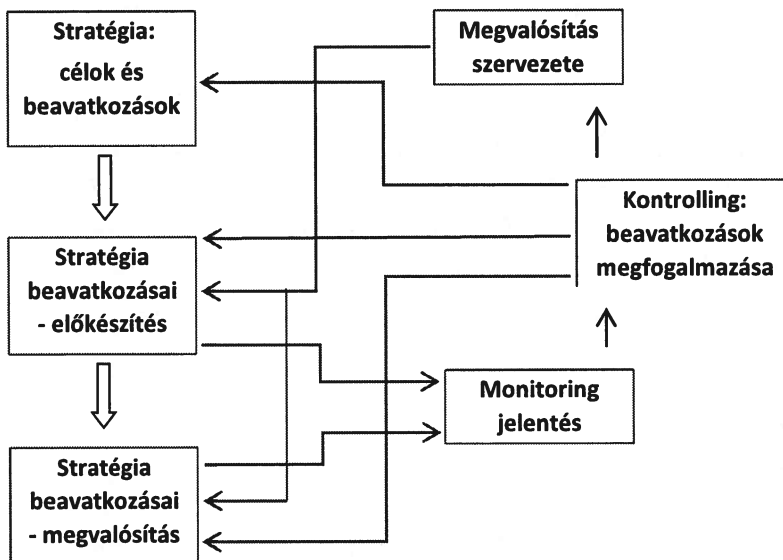 Stratégia:
célok és
beavatkozások
Megvalósítás
szervezete
Kontrolling:
beavatkozások
megfogalmazása
Stratégia
beavatkozásai
- előkészítés
Monitoring
jelentés
Stratégia
beavatkozásai
- megvalósítás